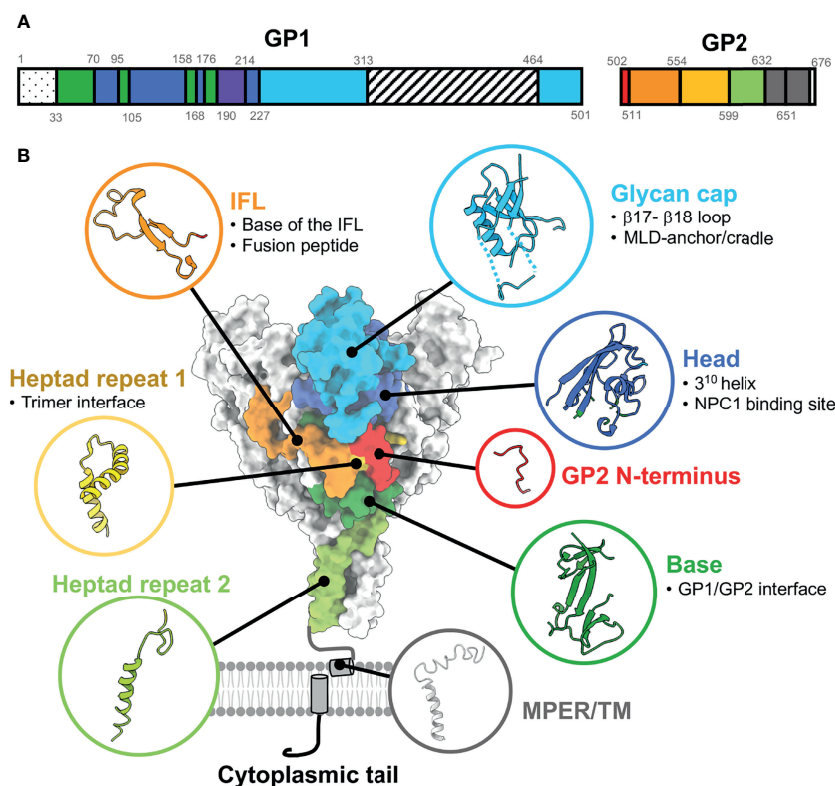 A
GP1
GP2
1 70 95 158 176 214 313 464
502 554 632 676
33 105 168 190 227 501
511 599 651
B
IFL
• Base of the IFL
• Fusion peptide
Glycan cap
• β17- β18 loop
• MLD-anchor/cradle
Heptad repeat 1
• Trimer interface
Head
• 3¹⁰ helix
• NPC1 binding site
GP2 N-terminus
Heptad repeat 2
Base
• GP1/GP2 interface
MPER/TM
Cytoplasmic tail